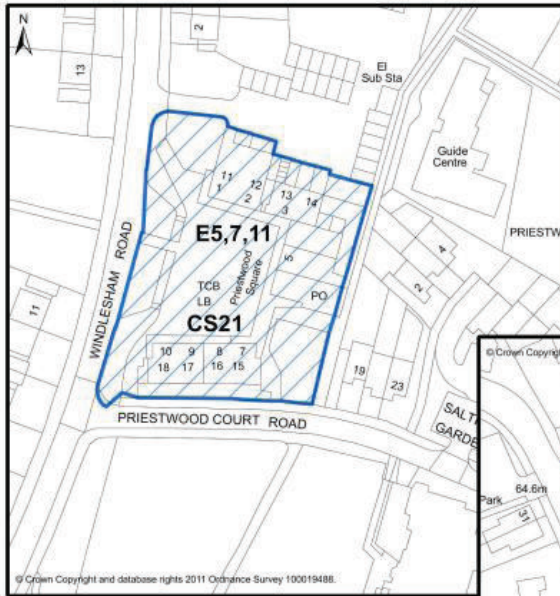 N
2
13
El
Sub Sta
Guide
Centre
PRIESTW
11
12
13
14
1
2
3
E5,7,11
4
5
2
WINDLESHAM ROAD
Priestwood
Square
TCB
LB
PO
11
CS21
© Crown Copyrigh
10 9 8 7
18 17 16 15
19
23
PRIESTWOOD COURT ROAD
SALT
GARDE
Park
64.6m
31
© Crown Copyright and database rights 2011 Ordnance Survey 100019488.